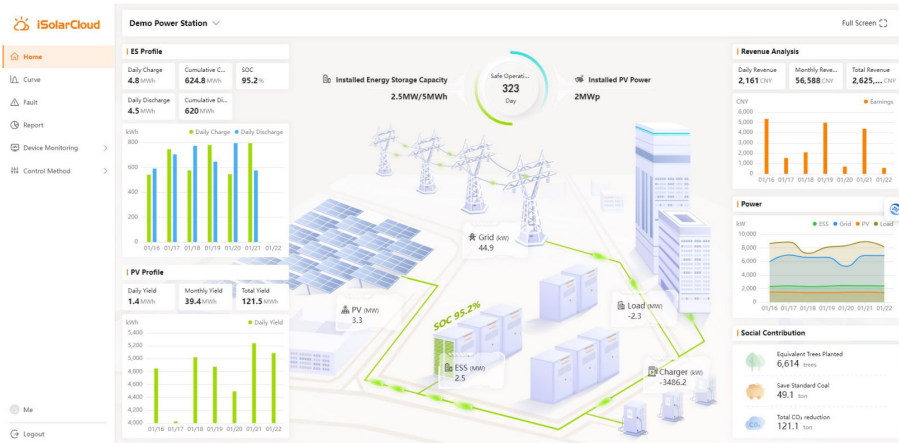 iSolarCloud
Home
Curve
Fault
Report
Device Monitoring
Control Method
Me
Logout
Demo Power Station
Full Screen
ES Profile
Daily Charge
4.8 MWh
Cumulative C...
624.8 MWh
SOC
95.2 %
Daily Discharge
4.5 MWh
Cumulative Di...
620 MWh
kWh
Daily Charge
Daily Discharge
800
600
400
200
0
01/16 01/17 01/18 01/19 01/20 01/21 01/22
PV Profile
Daily Yield
1.4 MWh
Monthly Yield
39.4 MWh
Total Yield
121.5 MWh
kWh
Daily Yield
5,400
5,200
5,000
4,800
4,600
4,400
4,200
4,000
01/16 01/17 01/18 01/19 01/20 01/21 01/22
Installed Energy Storage Capacity
2.5MW/5MWh
Safe Operati...
323
Day
Installed PV Power
2MWp
Grid (kW)
44.9
PV (MW)
3.3
SOC 95.2%
ESS (MW)
2.5
Load (MW)
-2.3
Charger (kW)
-3486.2
Revenue Analysis
Daily Revenue
2,161 CNY
Monthly Reve...
56,588 CNY
Total Revenue
2,625,... CNY
CNY
Earnings
6,000
5,000
4,000
3,000
2,000
1,000
0
01/16 01/17 01/18 01/19 01/20 01/21 01/22
Power
kW
ESS
Grid
PV
Load
10,000
8,000
6,000
4,000
2,000
0
01/16 01/17 01/18 01/19 01/20 01/21 01/22
Social Contribution
Equivalent Trees Planted
6,614 trees
Save Standard Coal
49.1 ton
CO₂
Total CO₂ reduction
121.1 ton